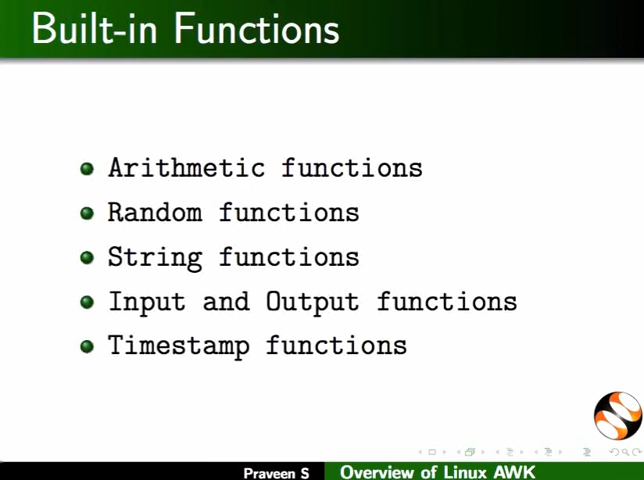 Built-in Functions
Arithmetic functions
Random functions
String functions
Input and Output functions
Timestamp functions
Praveen S Overview of Linux AWK